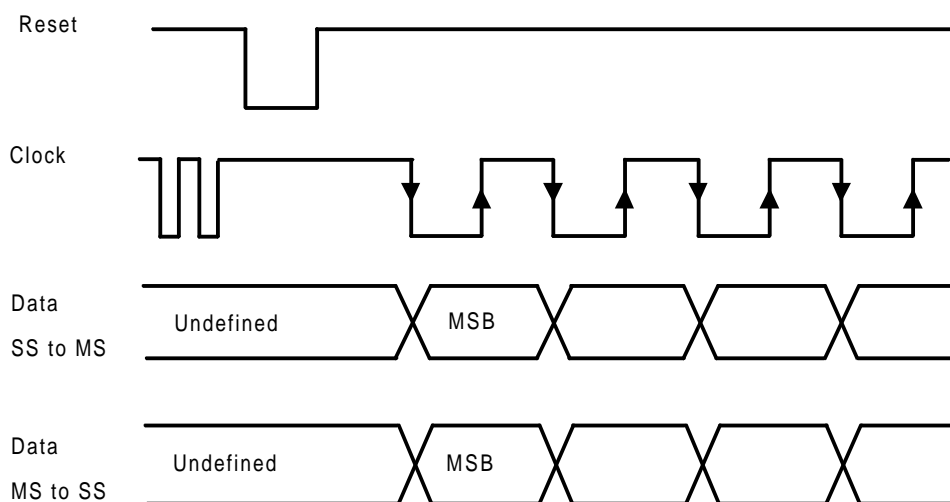 Reset
Clock
Data
SS to MS
Undefined
MSB
Data
MS to SS
Undefined
MSB